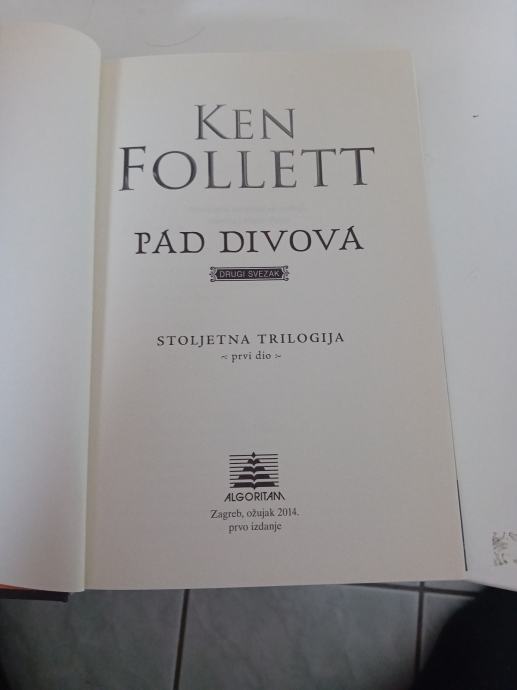 KEN
FOLLETT
PAD DIVOVA
DRUGI SVEZAK
STOLJETNA TRILOGIJA
~ prvi dio ~
ALGORITAM
Zagreb, ožujak 2014.
prvo izdanje